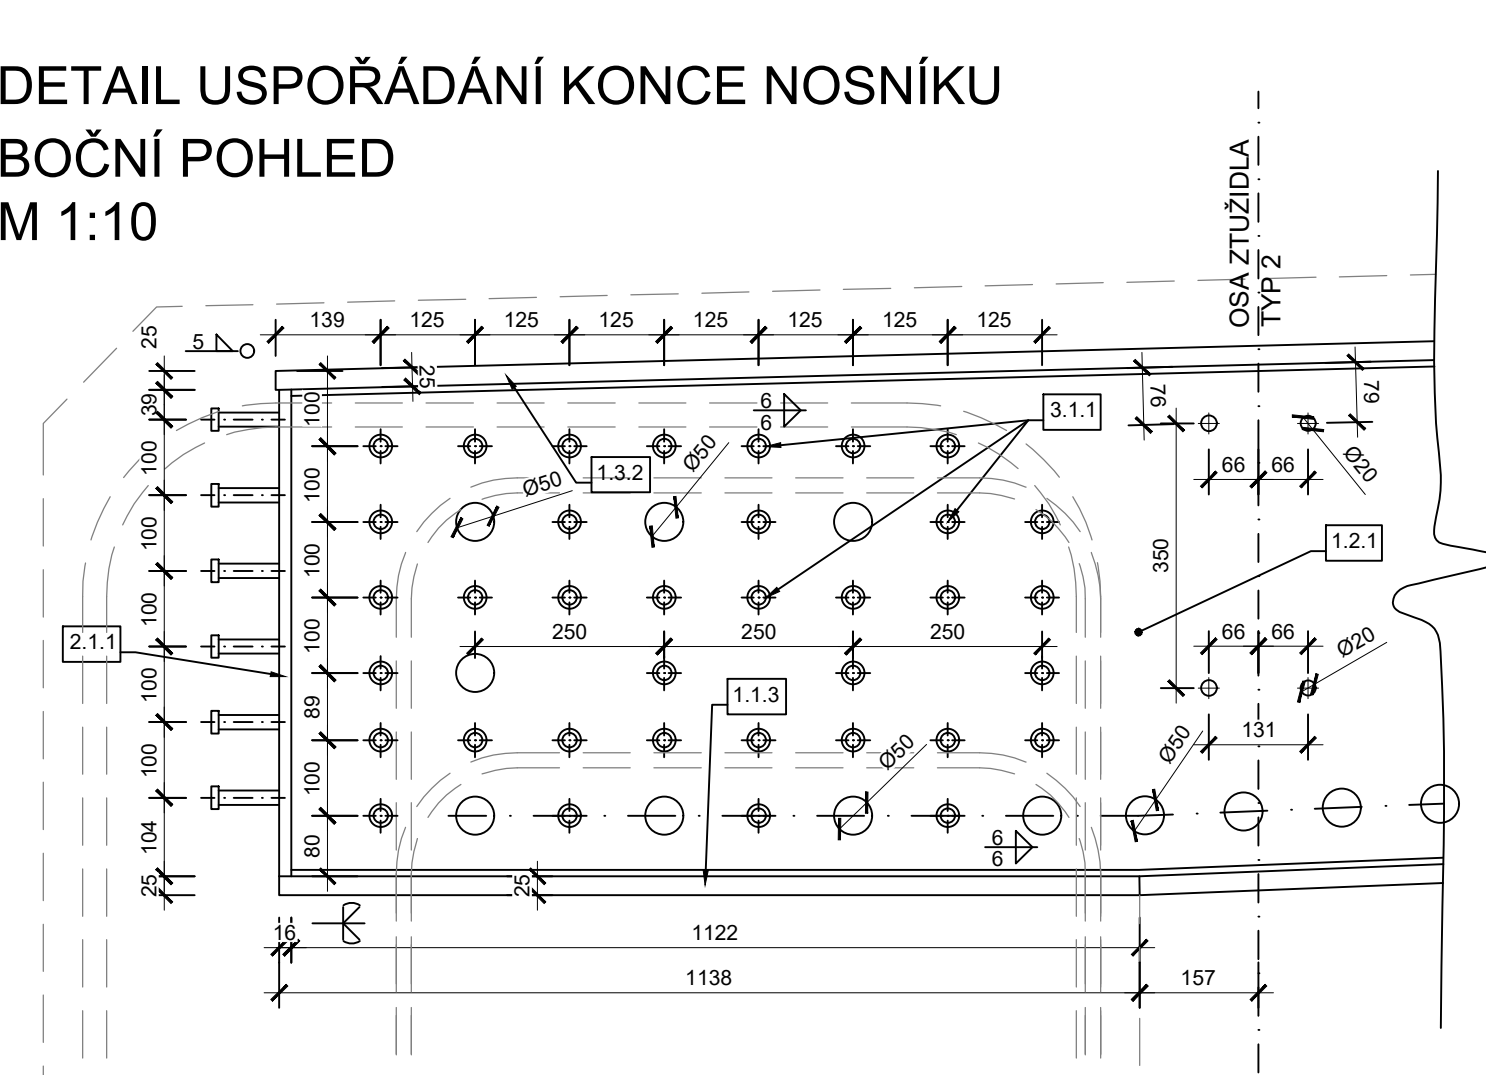 DETAIL USPOŘÁDÁNÍ KONCE NOSNÍKU
BOČNÍ POHLED
M 1:10
OSA ZTUŽIDLA
TYP 2
139 125 125 125 125 125 125 125
25
5
25
39
100
100
100
100
100
104
25
100
100
100
100
89
100
80
6
6
3.1.1
76
79
1.3.2
Ø50
Ø50
66 66
Ø20
350
1.2.1
250 250 250
2.1.1
66 66
Ø20
1.1.3
131
Ø50
Ø50
6
6
25
16
1122
1138
157